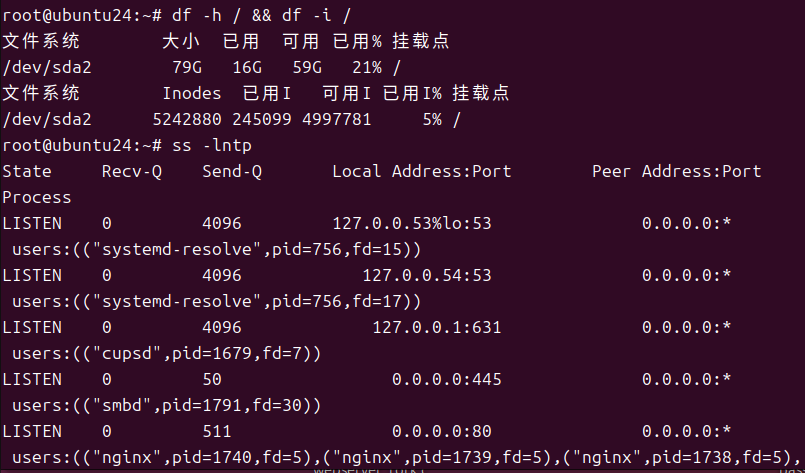 root@ubuntu24:~# df -h / && df -i /
文件系统 大小 已用 可用 已用% 挂载点
/dev/sda2 79G 16G 59G 21% /
文件系统 Inodes 已用I 可用I 已用I% 挂载点
/dev/sda2 5242880 245099 4997781 5% /
root@ubuntu24:~# ss -lntp
State Recv-Q Send-Q Local Address:Port Peer Address:Port
Process
LISTEN 0 4096 127.0.0.53%lo:53 0.0.0.0:*
users:(("systemd-resolve",pid=756,fd=15))
LISTEN 0 4096 127.0.0.54:53 0.0.0.0:*
users:(("systemd-resolve",pid=756,fd=17))
LISTEN 0 4096 127.0.0.1:631 0.0.0.0:*
users:(("cupsd",pid=1679,fd=7))
LISTEN 0 50 0.0.0.0:445 0.0.0.0:*
users:(("smbd",pid=1791,fd=30))
LISTEN 0 511 0.0.0.0:80 0.0.0.0:*
users:(("nginx",pid=1740,fd=5),("nginx",pid=1739,fd=5),("nginx",pid=1738,fd=5),